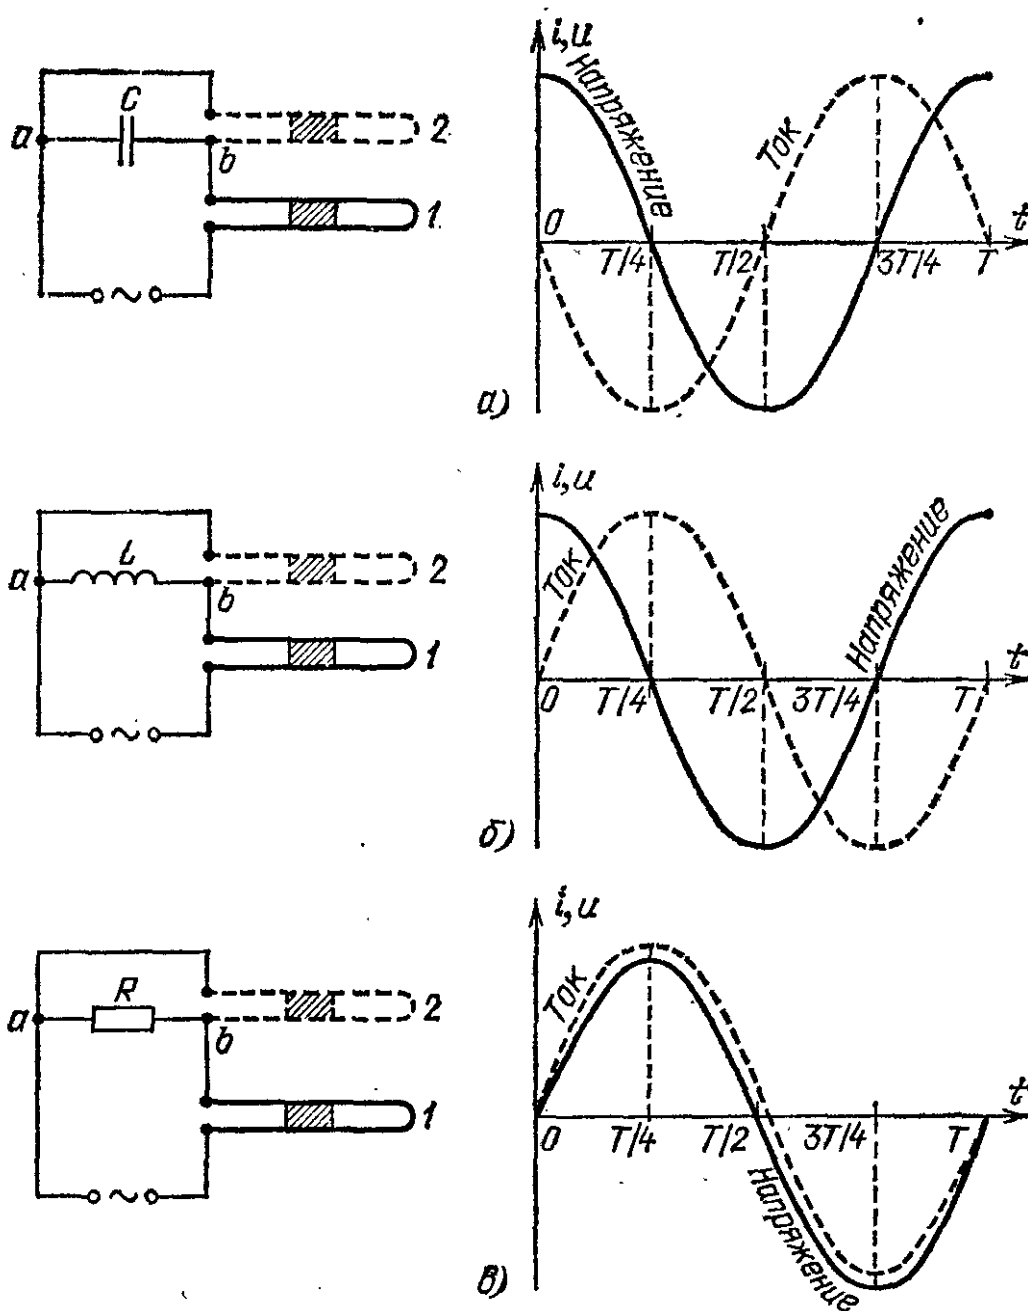 i,u
Напряжение
Ток
C
a
b
2
1
~
0
T/4
T/2
3T/4
T
t
а)
i,u
Ток
Напряжение
L
a
b
2
1
~
0
T/4
T/2
3T/4
T
t
б)
i,u
Ток
R
a
b
2
1
~
0
T/4
T/2
3T/4
T
t
Напряжение
в)